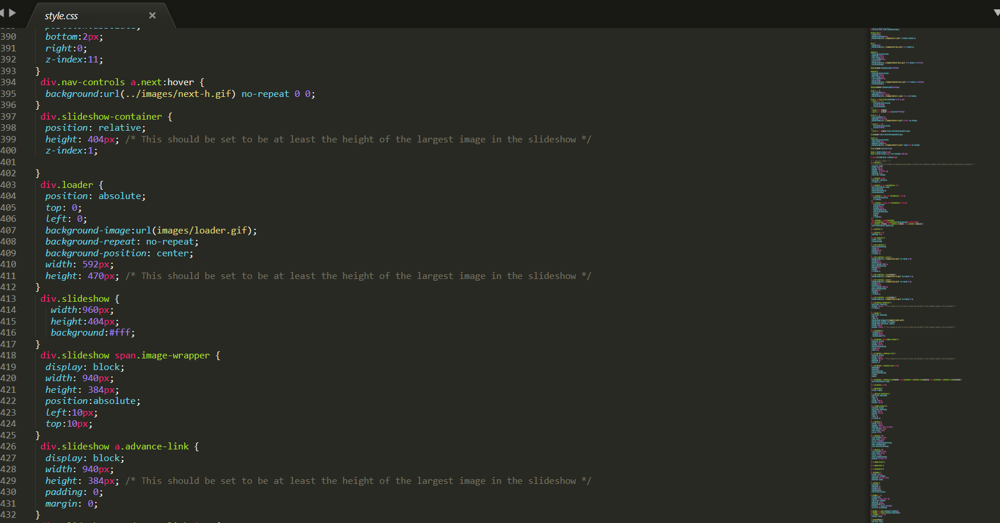 style.css
390 bottom:2px;
391 right:0;
392 z-index:11;
393 }
394 div.nav-controls a.next:hover {
395 background:url(../images/next-h.gif) no-repeat 0 0;
396 }
397 div.slideshow-container {
398 position: relative;
399 height: 404px; /* This should be set to be at least the height of the largest image in the slideshow */
400 z-index:1;
401
402 }
403 div.loader {
404 position: absolute;
405 top: 0;
406 left: 0;
407 background-image:url(images/loader.gif);
408 background-repeat: no-repeat;
409 background-position: center;
410 width: 592px;
411 height: 470px; /* This should be set to be at least the height of the largest image in the slideshow */
412 }
413 div.slideshow {
414 width:960px;
415 height:404px;
416 background:#fff;
417 }
418 div.slideshow span.image-wrapper {
419 display: block;
420 width: 940px;
421 height: 384px;
422 position:absolute;
423 left:10px;
424 top:10px;
425 }
426 div.slideshow a.advance-link {
427 display: block;
428 width: 940px;
429 height: 384px; /* This should be set to be at least the height of the largest image in the slideshow */
430 padding: 0;
431 margin: 0;
432 }